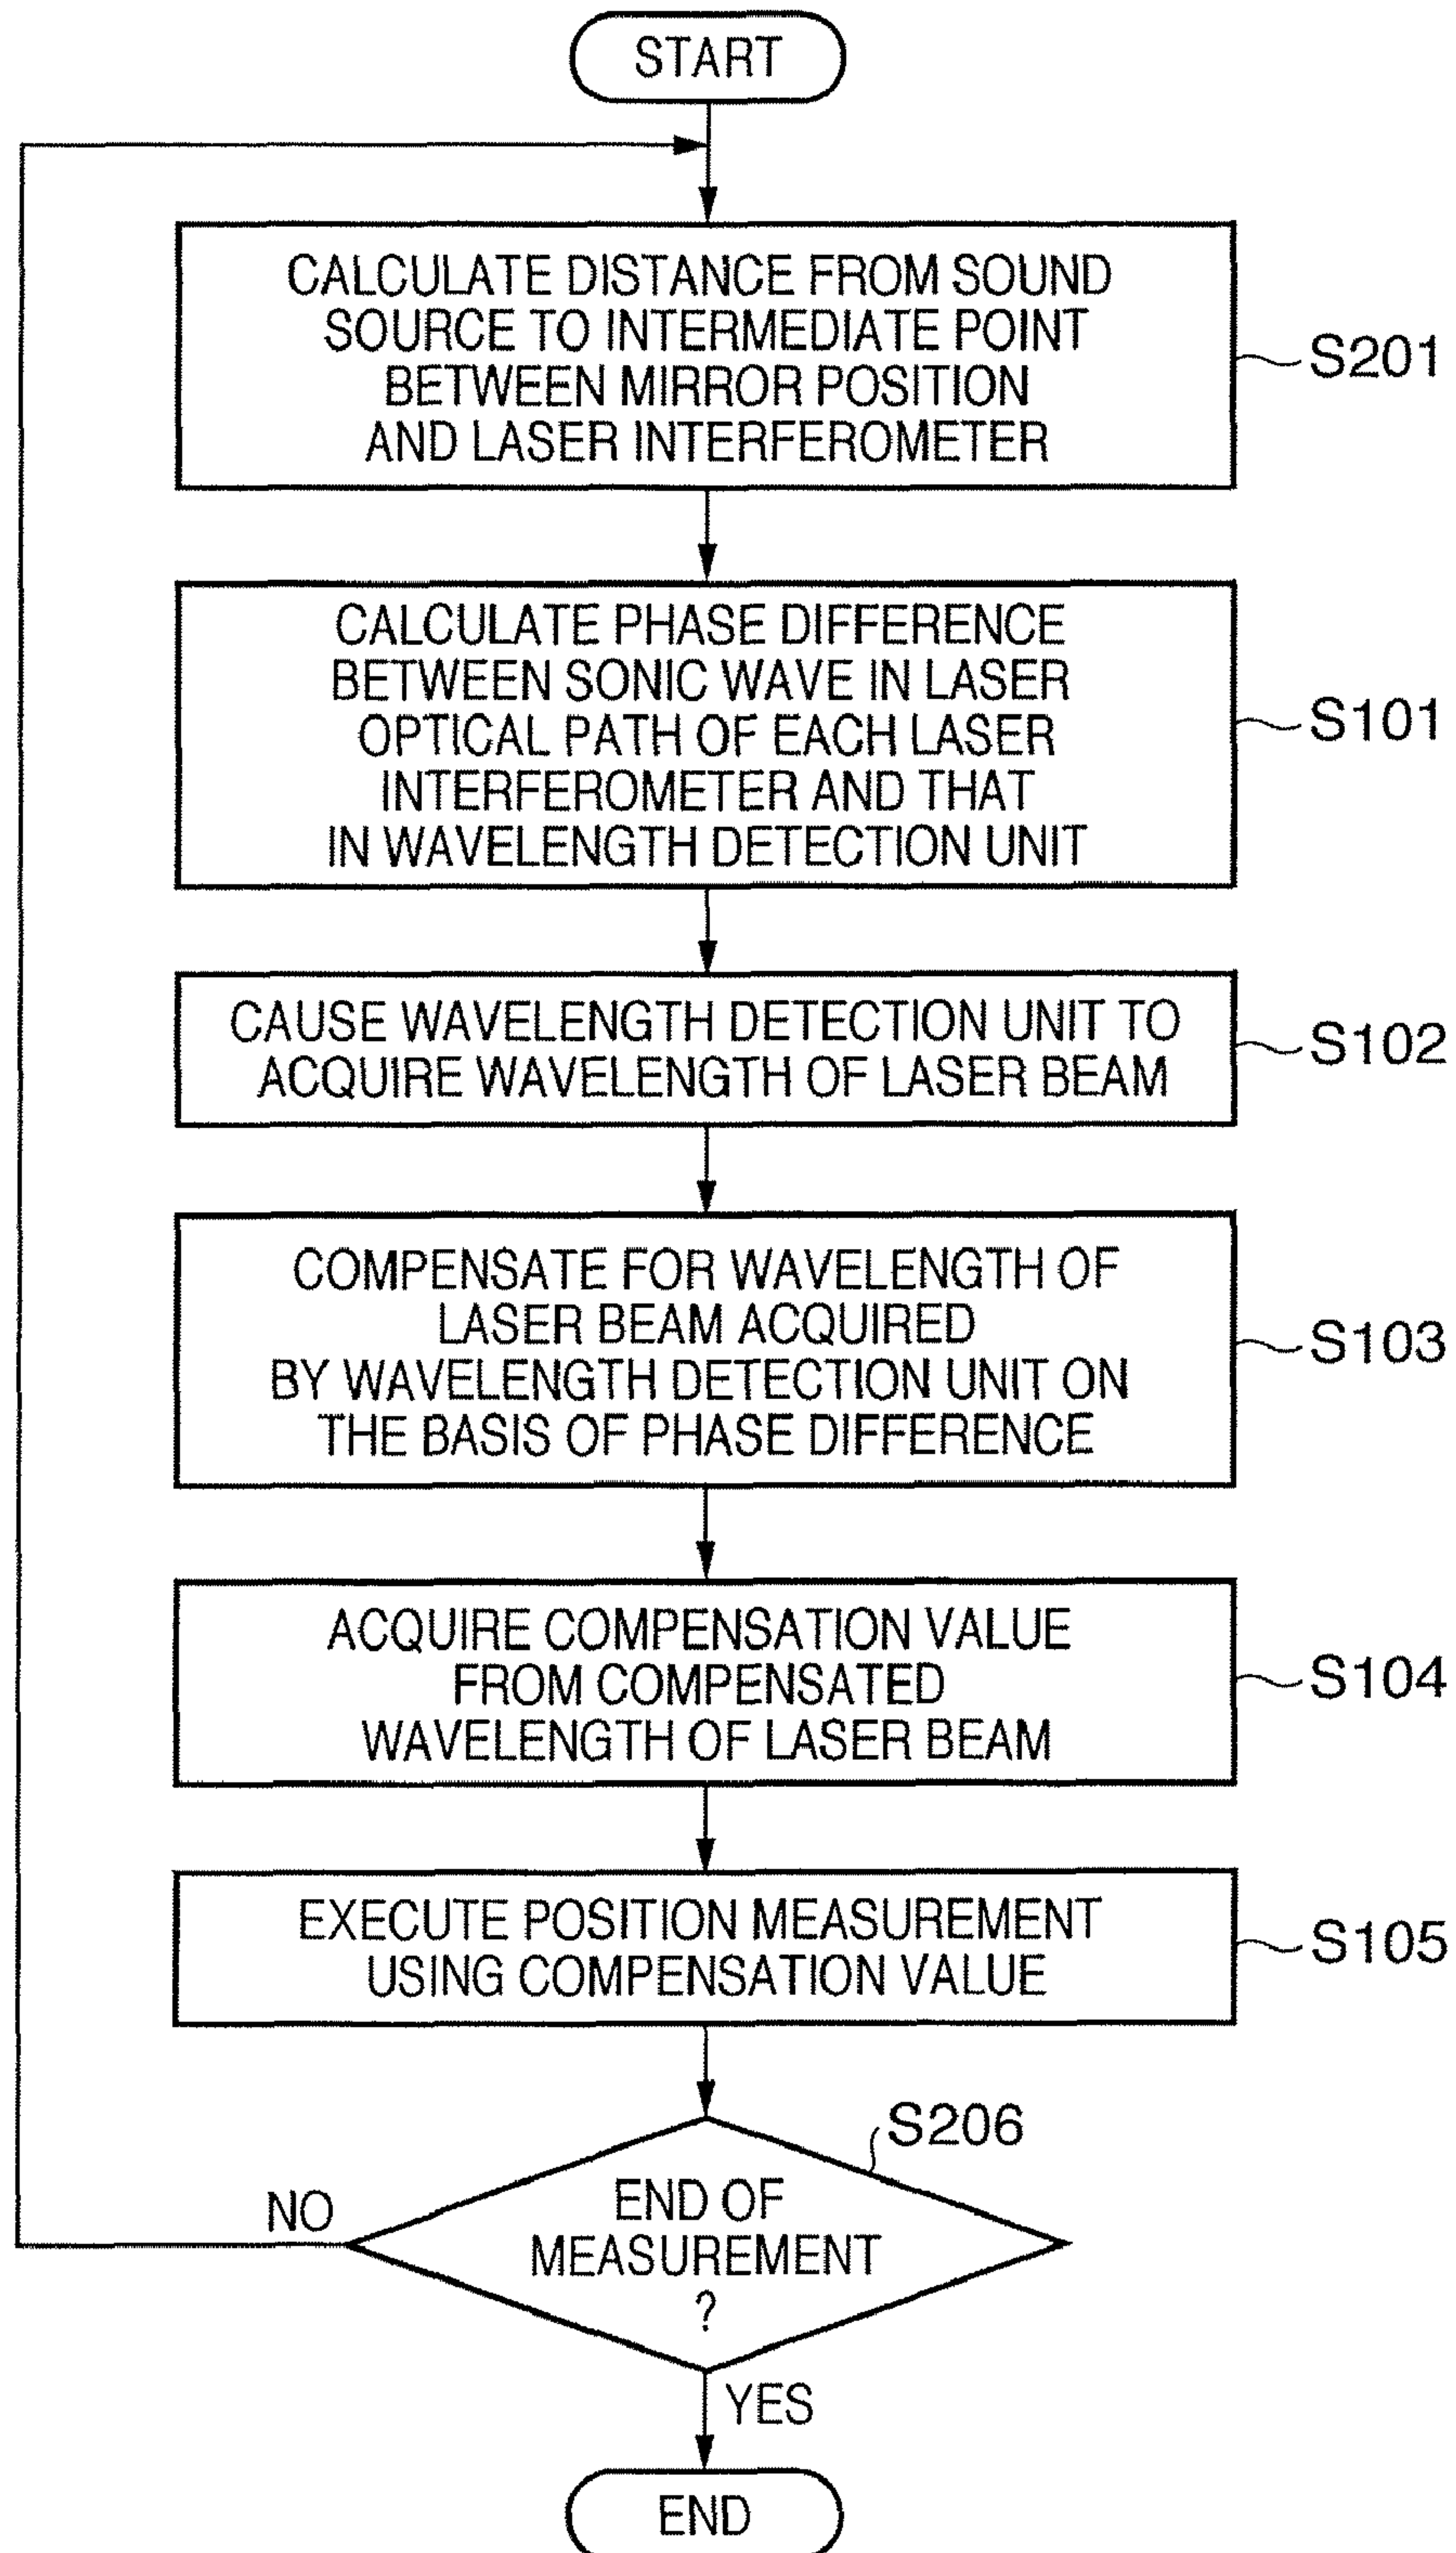 START
CALCULATE DISTANCE FROM SOUND
SOURCE TO INTERMEDIATE POINT
BETWEEN MIRROR POSITION
AND LASER INTERFEROMETER
S201
CALCULATE PHASE DIFFERENCE
BETWEEN SONIC WAVE IN LASER
OPTICAL PATH OF EACH LASER
INTERFEROMETER AND THAT
IN WAVELENGTH DETECTION UNIT
S101
CAUSE WAVELENGTH DETECTION UNIT TO
ACQUIRE WAVELENGTH OF LASER BEAM
S102
COMPENSATE FOR WAVELENGTH OF
LASER BEAM ACQUIRED
BY WAVELENGTH DETECTION UNIT ON
THE BASIS OF PHASE DIFFERENCE
S103
ACQUIRE COMPENSATION VALUE
FROM COMPENSATED
WAVELENGTH OF LASER BEAM
S104
EXECUTE POSITION MEASUREMENT
USING COMPENSATION VALUE
S105
S206
END OF
MEASUREMENT
?
NO
YES
END